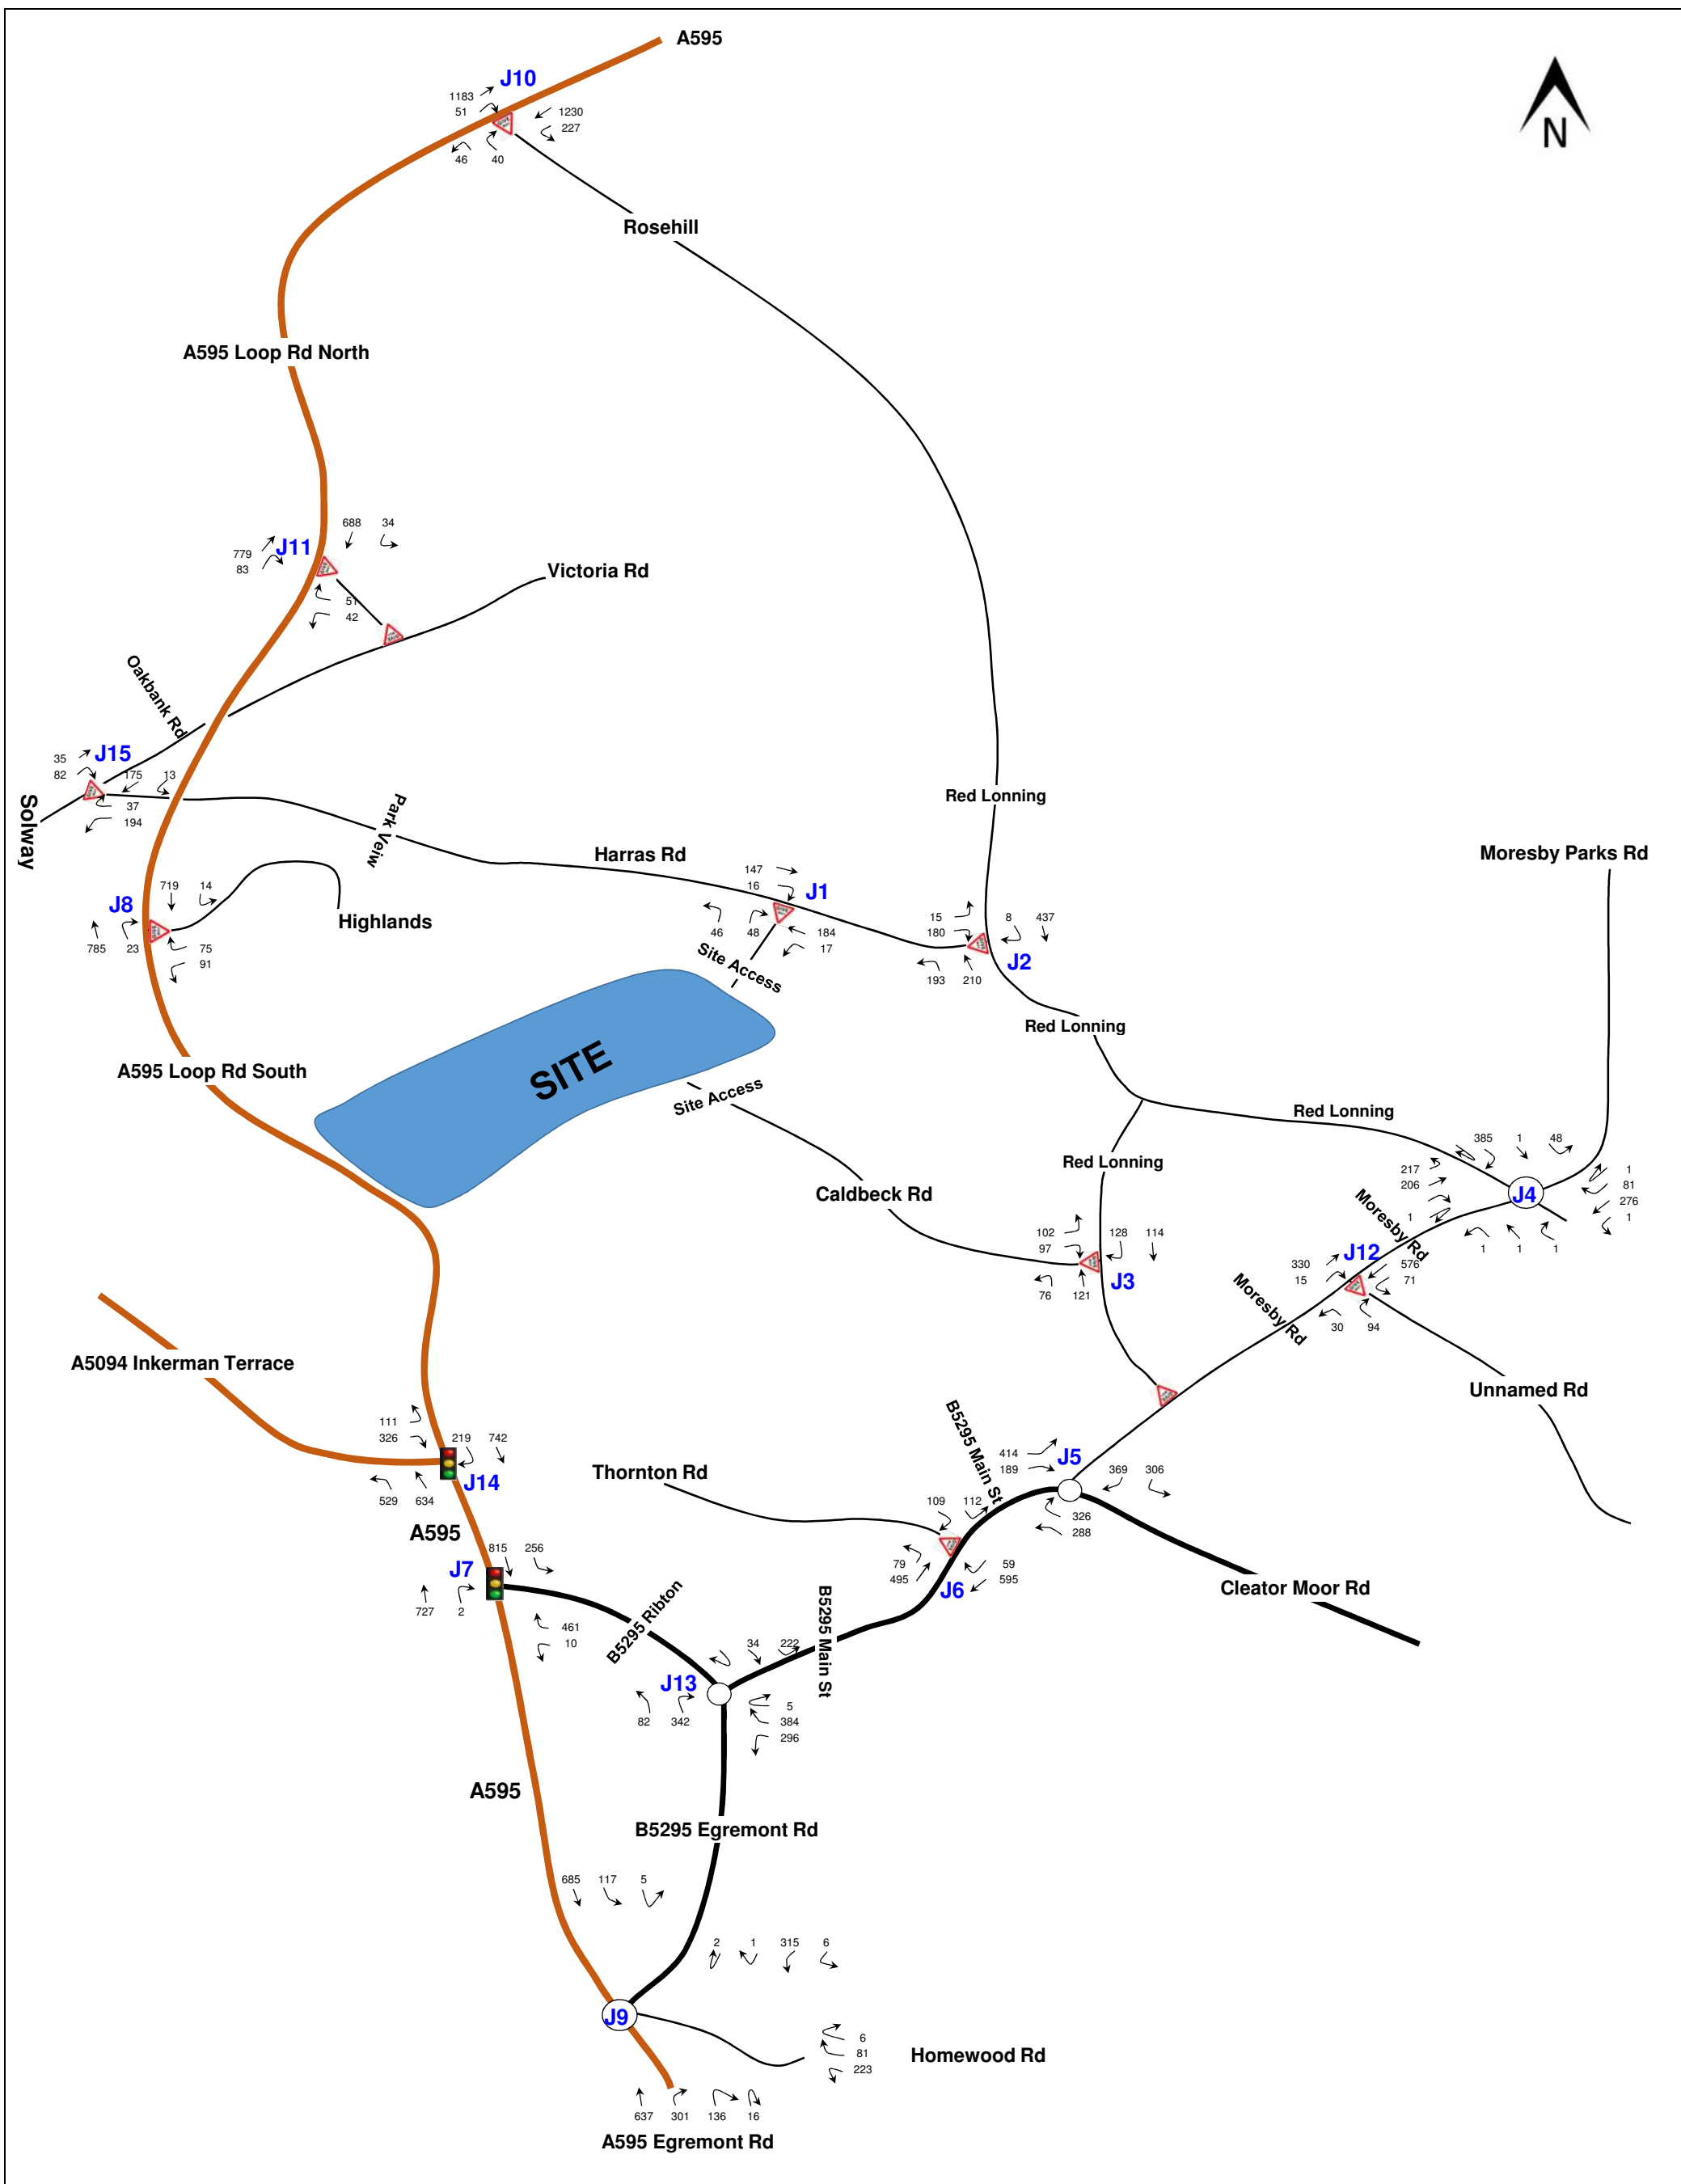 A595
J10
1183
51
1230
227
46 40
N
Rosehill
A595 Loop Rd North
688 34
J11
779
83
51
42
Victoria Rd
Oakbank Rd
J15
35
82
175 13
37
194
Solway
Park Veiw
Red Lonning
Harras Rd
Moresby Parks Rd
147
16
J1
719 14
J8
Highlands
785 23
75
91
46 48
184
17
Site Access
15
180
8 437
J2
193 210
Red Lonning
SITE
A595 Loop Rd South
Site Access
Red Lonning
Red Lonning
385 1 48
217
206
1
1
81
276
1
J4
1 1 1
Caldbeck Rd
Moresby Rd
102
97
128 114
J3
76 121
J12
330
15
576
71
30 94
Moresby Rd
A5094 Inkerman Terrace
Unnamed Rd
111
326
219 742
J14
529 634
A595
B5295 Main St
Thornton Rd
J5
414
189
369 306
326
288
109 112
79
495
59
595
J6
815 256
J7
727 2
461
10
Cleator Moor Rd
B5295 Ribton
B5295 Main St
34 222
J13
82 342
5
384
296
A595
B5295 Egremont Rd
685 117 5
2 1 315 6
J9
6
81
223
Homewood Rd
637 301 136 16
A595 Egremont Rd